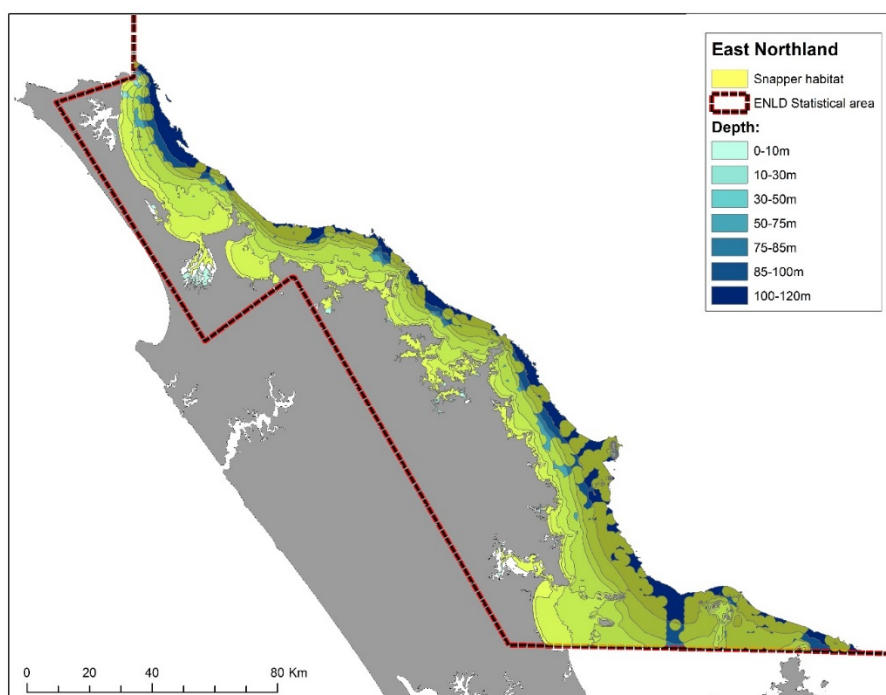 East Northland
Snapper habitat
ENLD Statistical area
Depth:
0-10m
10-30m
30-50m
50-75m
75-85m
85-100m
100-120m
0 20 40 80 Km